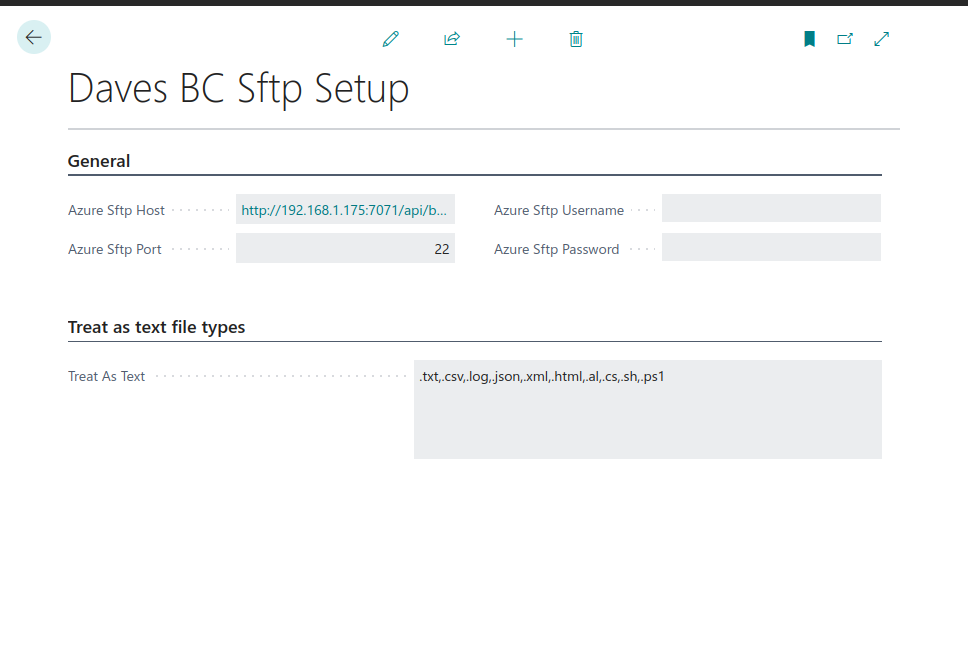 Daves BC Sftp Setup
General
Azure Sftp Host http://192.168.1.175:7071/api/b...
Azure Sftp Username
Azure Sftp Port 22
Azure Sftp Password
Treat as text file types
Treat As Text .txt,.csv,.log,.json,.xml,.html,.al,.cs,.sh,.ps1